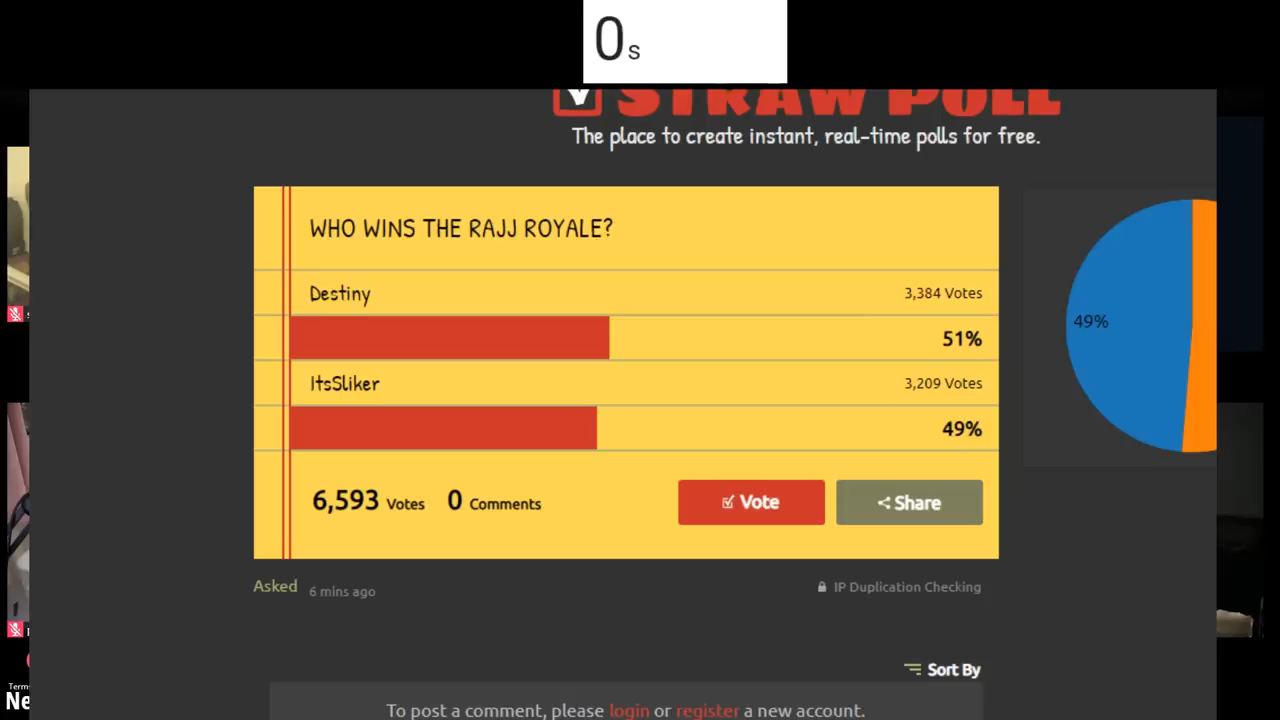 0s
STRAW POLL
The place to create instant, real-time polls for free.
WHO WINS THE RAJJ ROYALE?
Destiny 3,384 Votes
51%
49%
ItsSliker 3,209 Votes
49%
6,593 Votes 0 Comments Vote Share
Asked 6 mins ago IP Duplication Checking
Sort By
To post a comment, please login or register a new account.
Terms
Ne